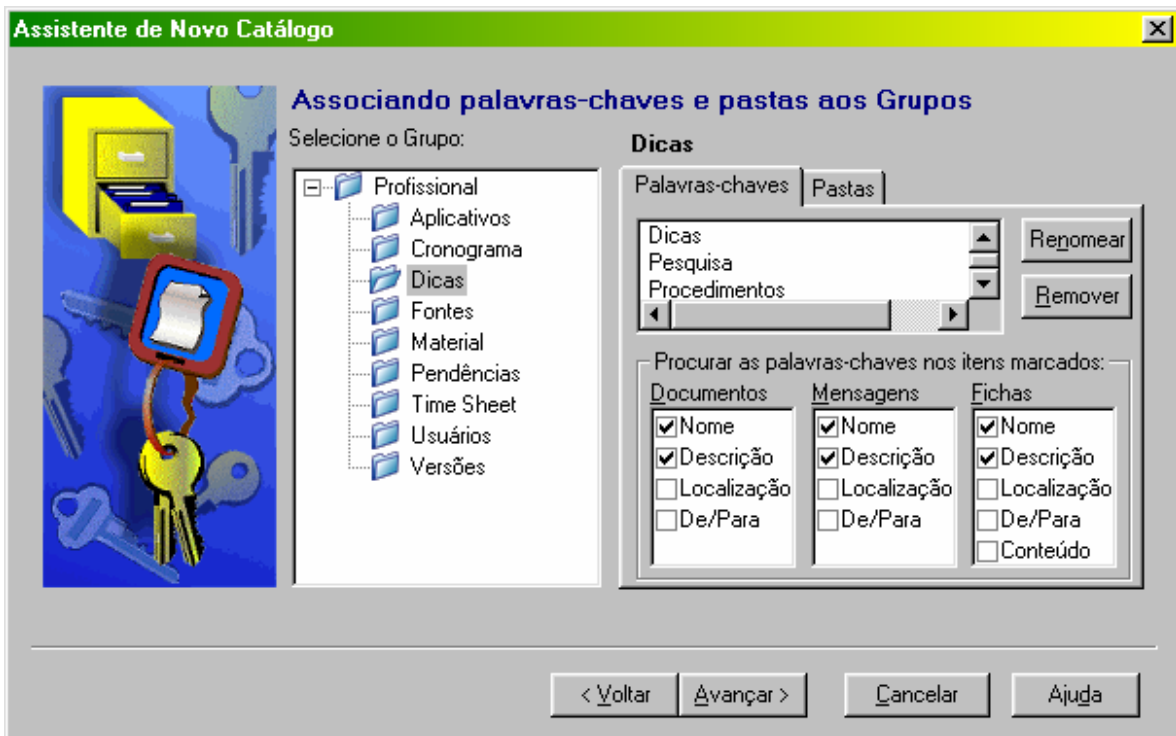 Assistente de Novo Catálogo
Associando palavras-chaves e pastas aos Grupos
Selecione o Grupo:
Profissional
Aplicativos
Cronograma
Dicas
Fontes
Material
Pendências
Time Sheet
Usuários
Versões
Dicas
Palavras-chaves
Pastas
Dicas
Pesquisa
Procedimentos
Renomear
Remover
Procurar as palavras-chaves nos itens marcados:
Documentos
Nome
Descrição
Localização
De/Para
Mensagens
Nome
Descrição
Localização
De/Para
Fichas
Nome
Descrição
Localização
De/Para
Conteúdo
< Voltar
Avançar >
Cancelar
Ajuda